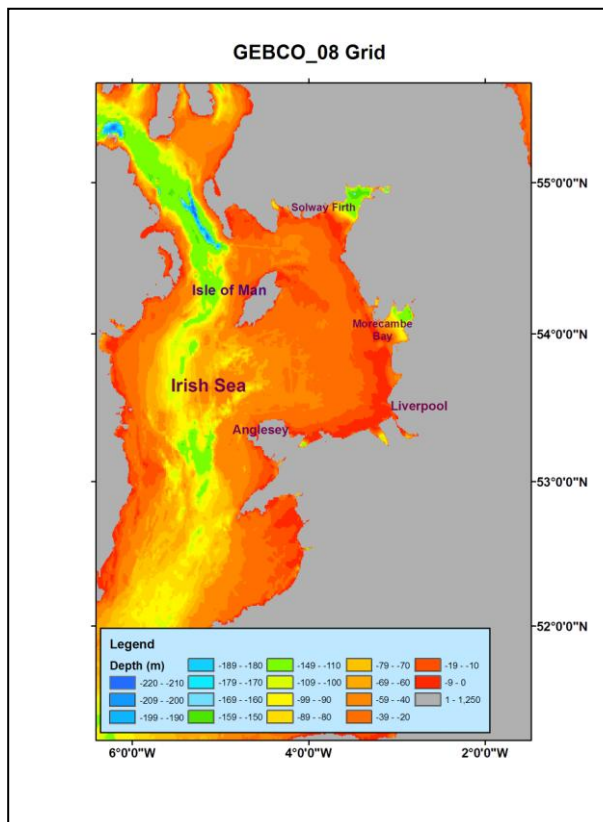 GEBCO_08 Grid
55°0'0"N
Solway Firth
Isle of Man
54°0'0"N
Morecambe
Bay
Irish Sea
Liverpool
Anglesey
53°0'0"N
52°0'0"N
Legend
Depth (m)
-220 - -210
-209 - -200
-199 - -190
-189 - -180
-179 - -170
-169 - -160
-159 - -150
-149 - -110
-109 - -100
-99 - -90
-89 - -80
-79 - -70
-69 - -60
-59 - -40
-39 - -20
-19 - -10
-9 - 0
1 - 1,250
6°0'0"W
4°0'0"W
2°0'0"W